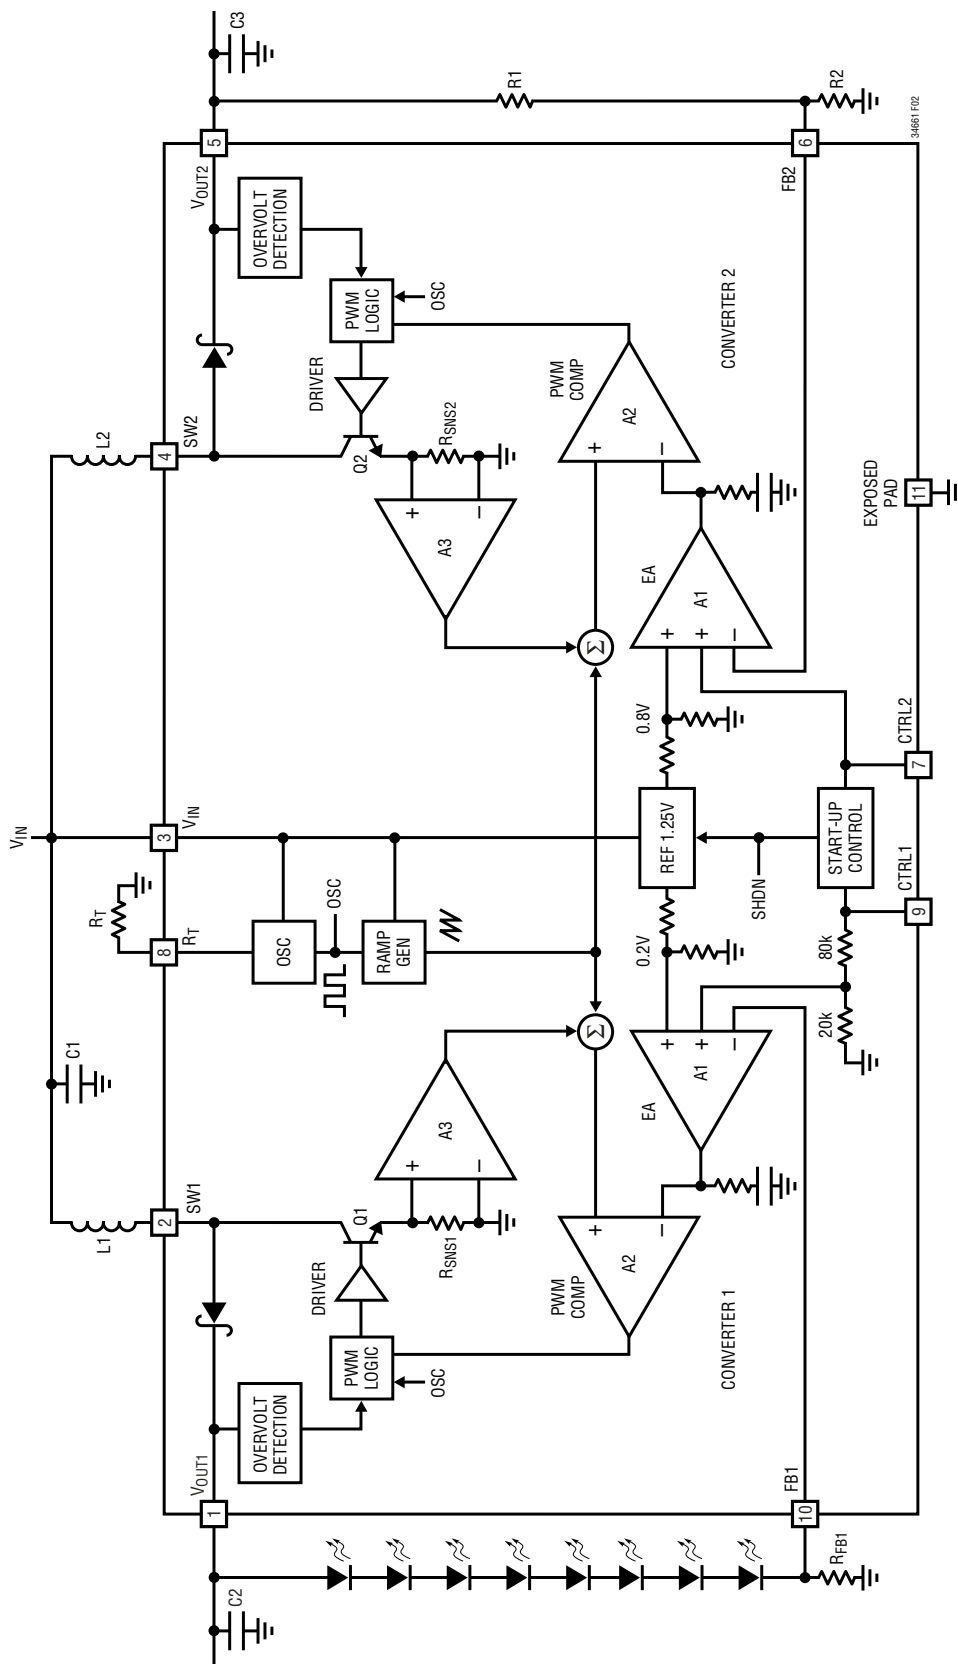 VIN
C1
RT
L1
L2
2
8
3
4
SW1
RT
VIN
SW2
C2
1
VOUT1
OVERVOLT
DETECTION
PWM
LOGIC
OSC
DRIVER
Q1
RSNS1
+
–
A3
OSC
OSC
RAMP
GEN
Σ
Σ
A3
+
–
RSNS2
Q2
DRIVER
PWM
LOGIC
OSC
OVERVOLT
DETECTION
VOUT2
5
C3
R1
R2
6
FB2
PWM
COMP
A2
+
–
EA
A1
+
+
–
0.2V
REF 1.25V
0.8V
EA
A1
+
+
–
PWM
COMP
A2
+
–
SHDN
START-UP
CONTROL
20k
80k
CONVERTER 1
CONVERTER 2
FB1
10
RFB1
9
CTRL1
7
CTRL2
EXPOSED
PAD
11
34661 F02